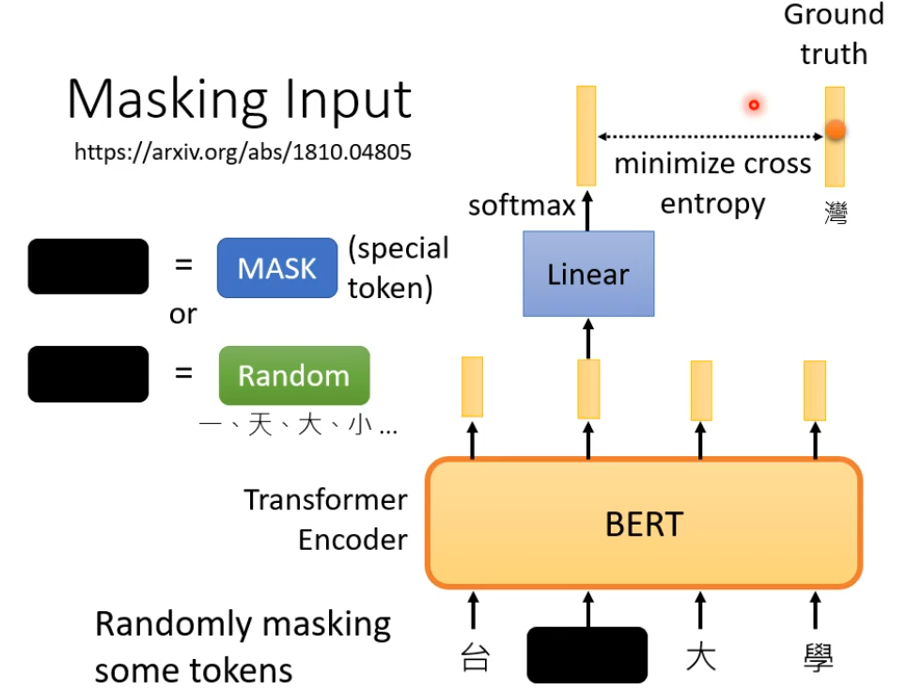 Ground
truth
Masking Input
https://arxiv.org/abs/1810.04805
minimize cross
entropy
softmax
灣
= MASK (special
token)
or
Linear
= Random
一、天、大、小 ...
Transformer
Encoder
BERT
Randomly masking
some tokens
台 大 學